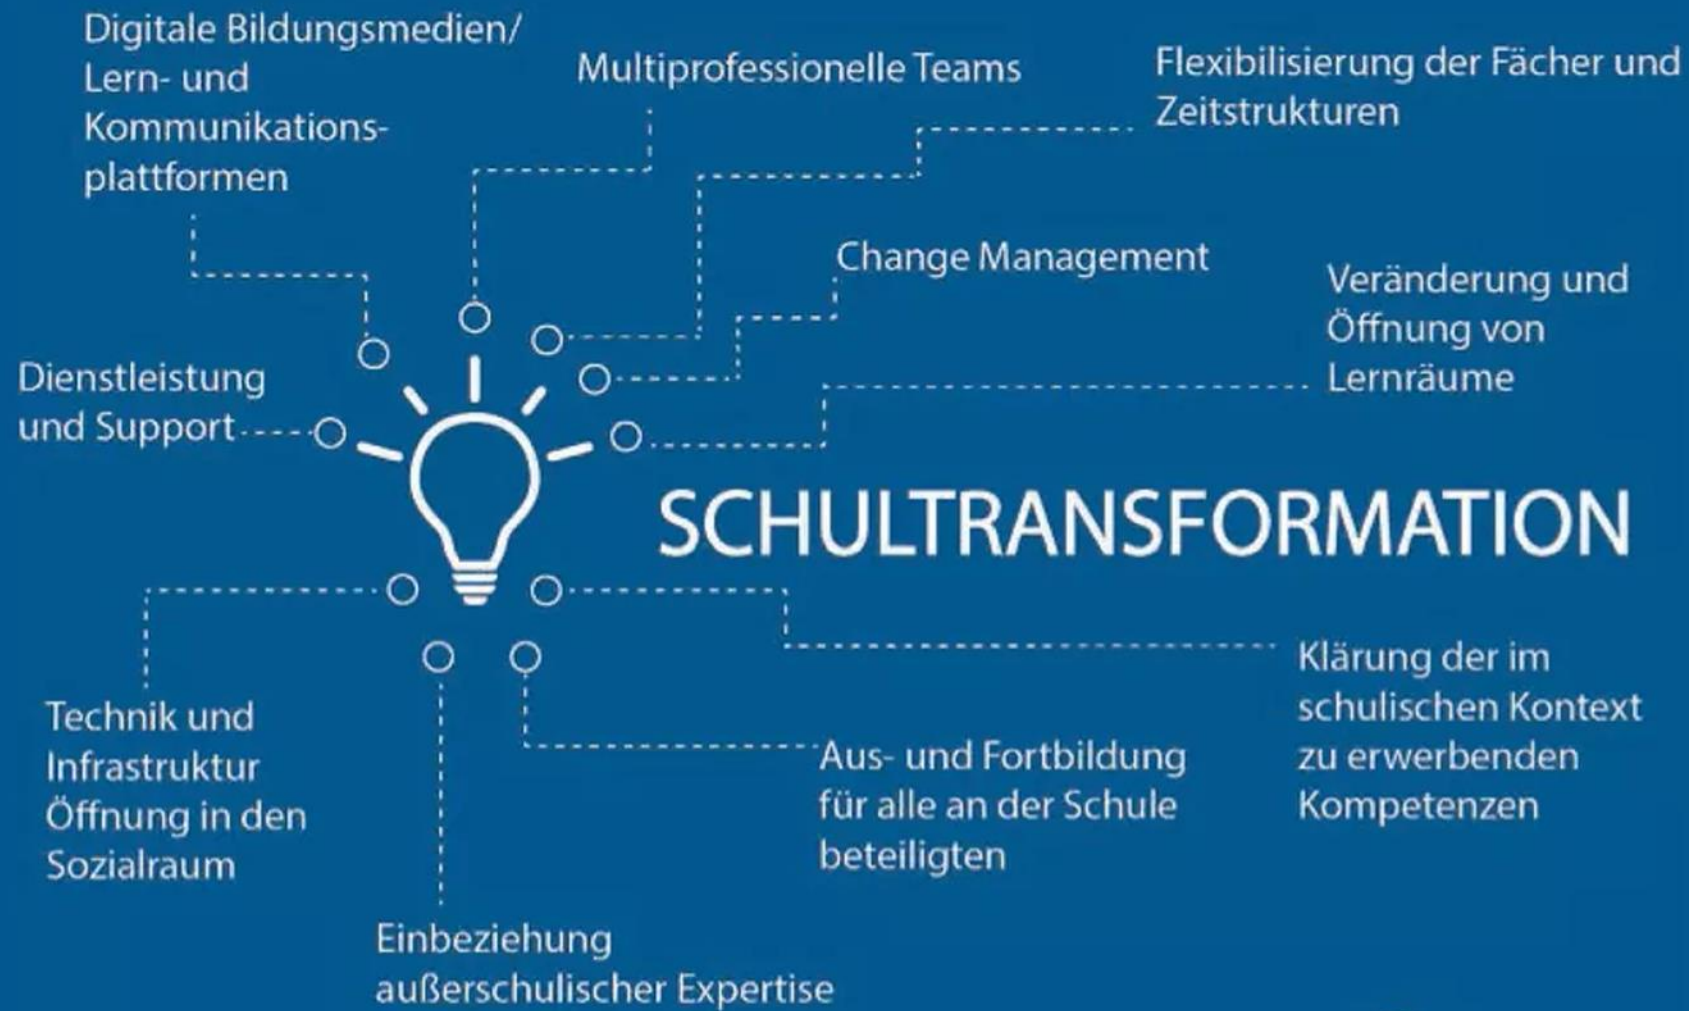 Digitale Bildungsmedien/
Lern- und
Kommunikations-
plattformen
Multiprofessionelle Teams
Flexibilisierung der Fächer und
Zeitstrukturen
Change Management
Veränderung und
Öffnung von
Lernräume
Dienstleistung
und Support
SCHULTRANSFORMATION
Technik und
Infrastruktur
Öffnung in den
Sozialraum
Einbeziehung
außerschulischer Expertise
Aus- und Fortbildung
für alle an der Schule
beteiligten
Klärung der im
schulischen Kontext
zu erwerbenden
Kompetenzen